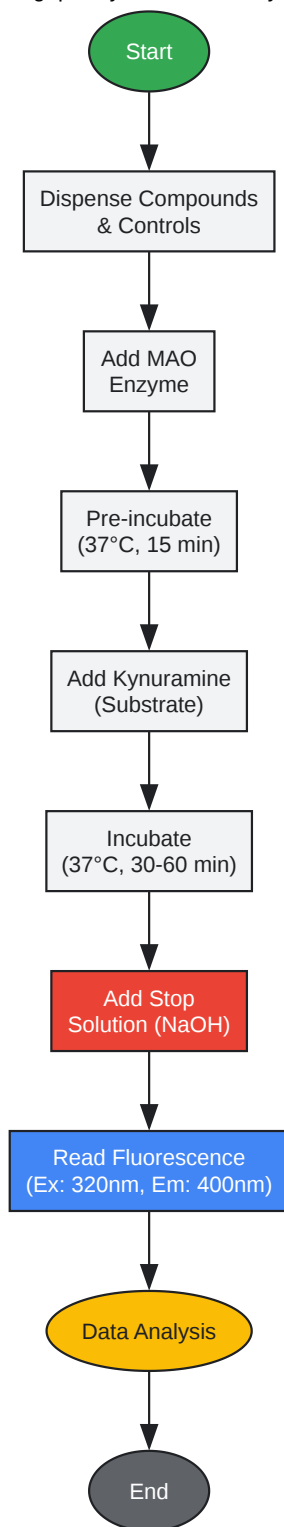 Start
Dispense Compounds
& Controls
Add MAO
Enzyme
Pre-incubate
(37°C, 15 min)
Add Kynuramine
(Substrate)
Incubate
(37°C, 30-60 min)
Add Stop
Solution (NaOH)
Read Fluorescence
(Ex: 320nm, Em: 400nm)
Data Analysis
End